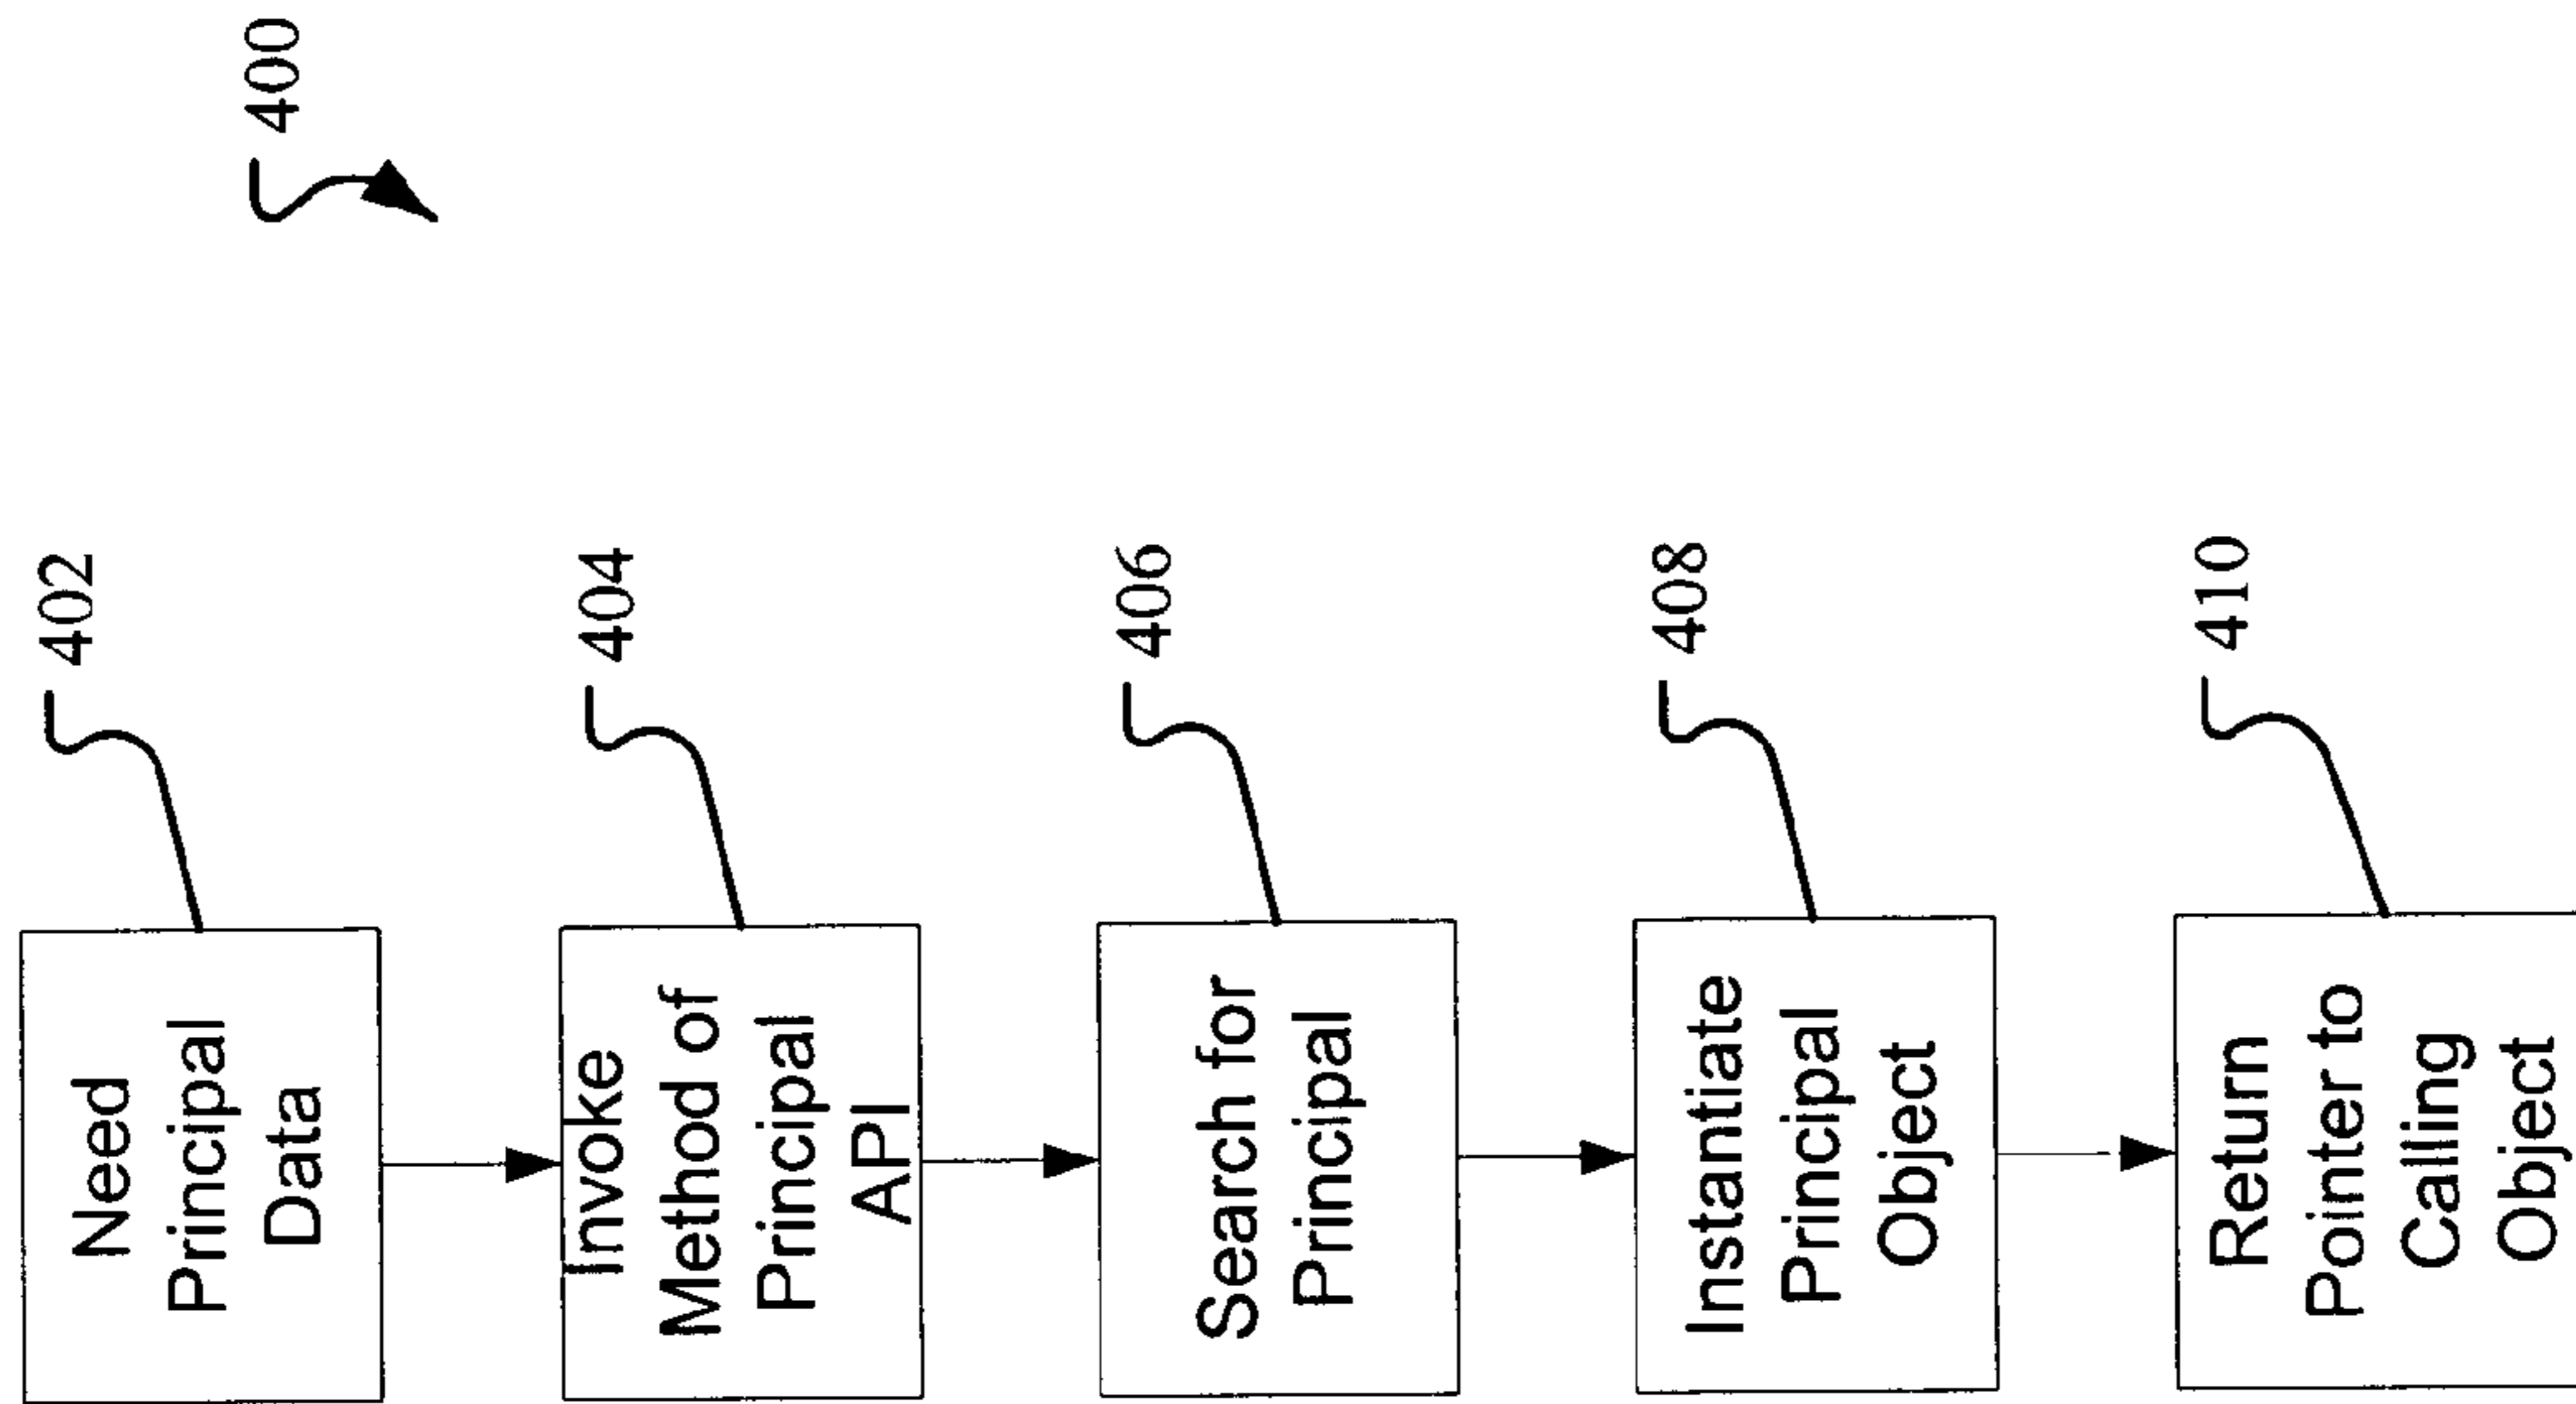 400
402
Need
Principal
Data
404
Invoke
Method of
Principal
API
406
Search for
Principal
408
Instantiate
Principal
Object
410
Return
Pointer to
Calling
Object